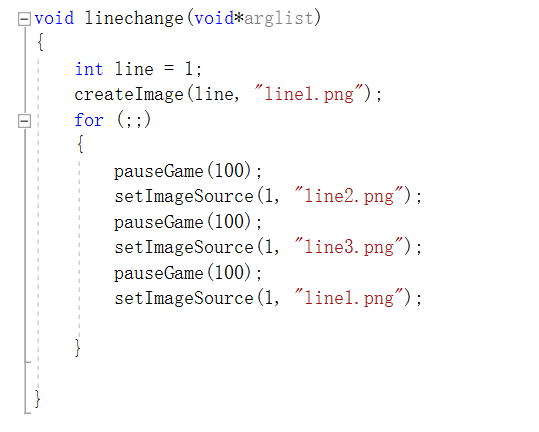 void linechange(void*arglist)
{
    int line = 1;
    createImage(line, "line1.png");
    for (;;)
    {
        pauseGame(100);
        setImageSource(1, "line2.png");
        pauseGame(100);
        setImageSource(1, "line3.png");
        pauseGame(100);
        setImageSource(1, "line1.png");

    }

}